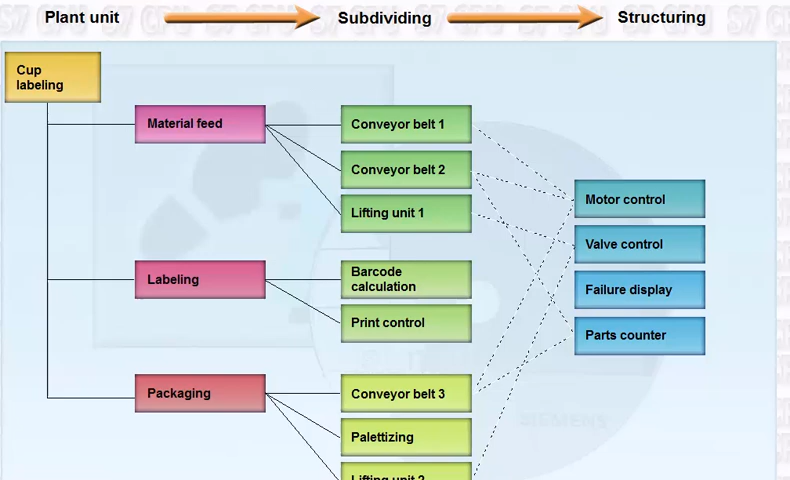 Plant unit
Subdividing
Structuring
Cup
labeling
Material feed
Conveyor belt 1
Conveyor belt 2
Lifting unit 1
Labeling
Barcode
calculation
Print control
Packaging
Conveyor belt 3
Palettizing
Lifting unit 2
Motor control
Valve control
Failure display
Parts counter